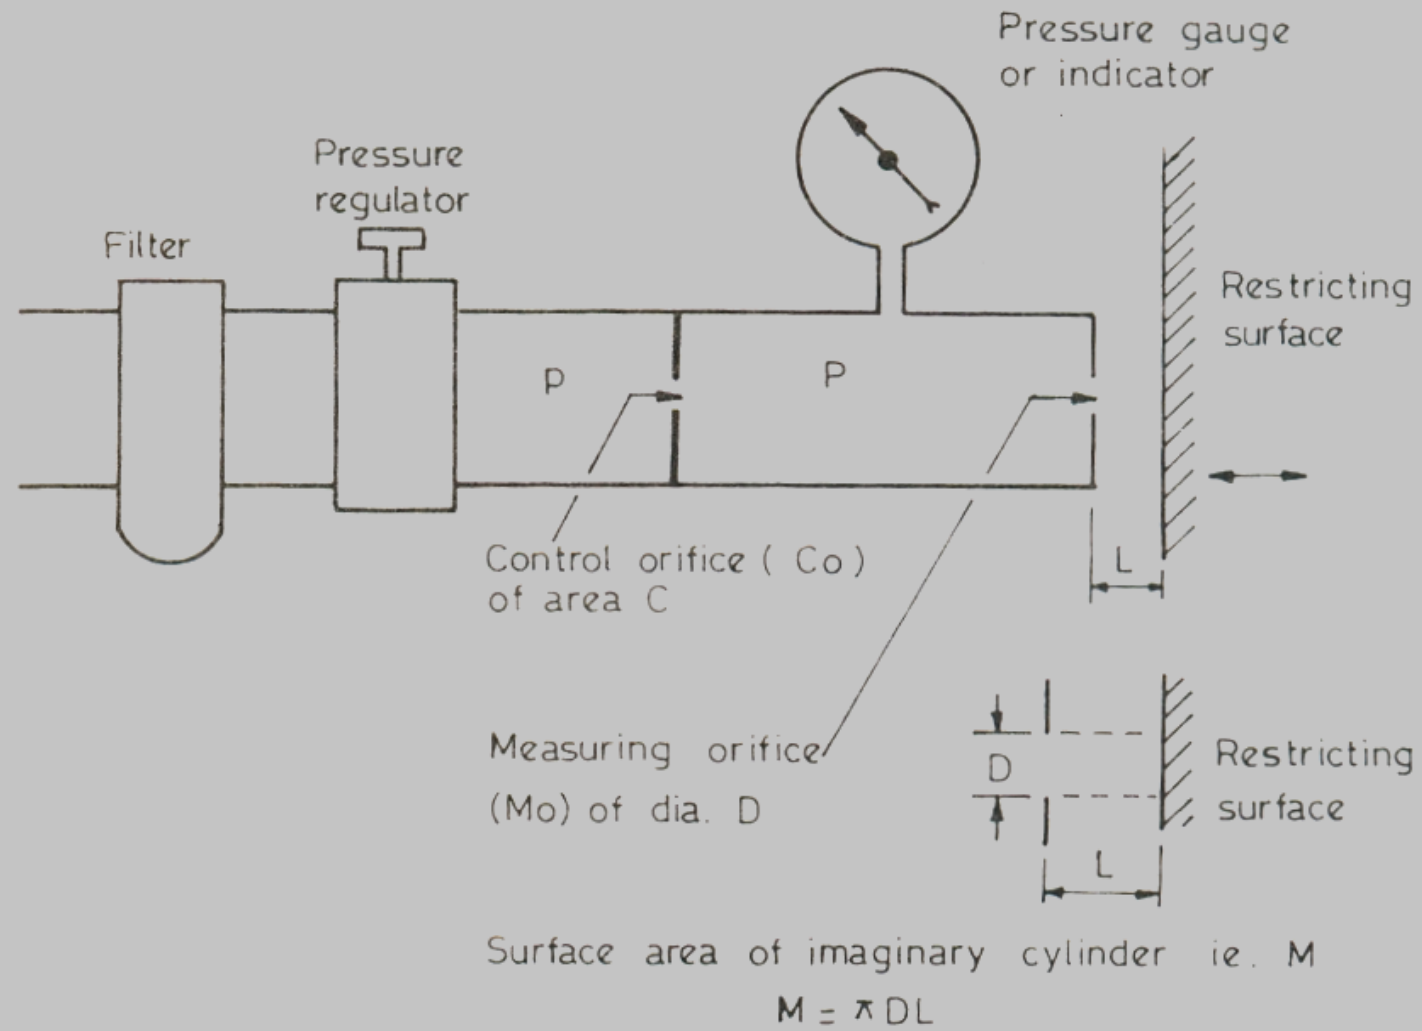 Pressure gauge
or indicator
Pressure
regulator
Filter
Restricting
surface
p
P
Control orifice ( Co)
of area C
L
Measuring orifice
(Mo) of dia. D
D
Restricting
surface
L
Surface area of imaginary cylinder ie. M
M = π DL